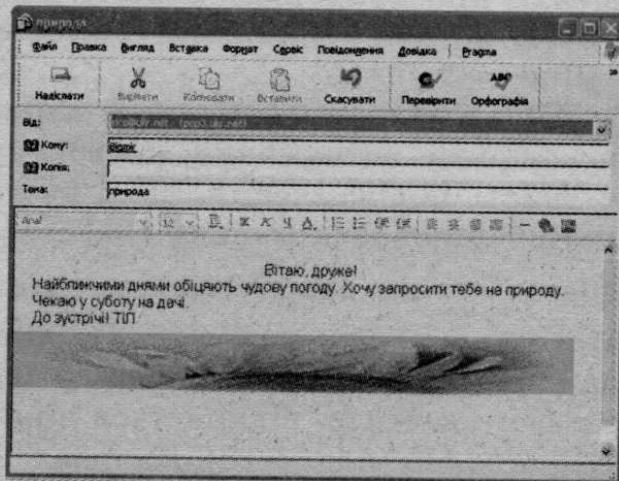 природа
Файл Правка Вигляд Вставка Формат Сервіс Повідомлення Довідка Pragma
Надіслати Вирізати Копіювати Вставити Скасувати Перевірити Орфографія
Від:
Кому:
Копія:
Тема: природа
Arial 12 Ж К Ч А
Вітаю, друже!
Найближчими днями обіцяють чудову погоду. Хочу запросити тебе на природу.
Чекаю у суботу на дачі.
До зустрічі! ТІЛ